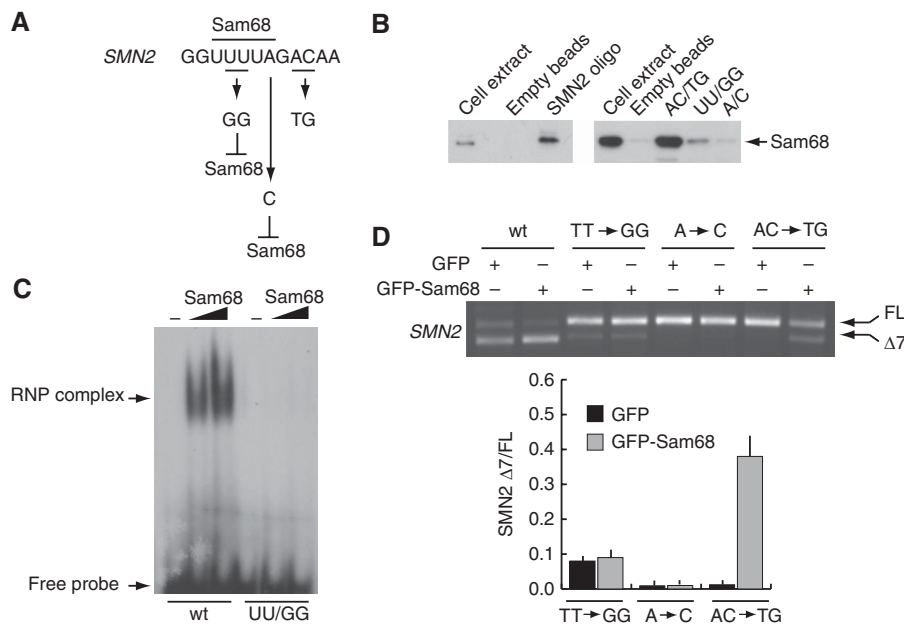 A
Sam68
SMN2 GGUUUUAGACAA
GG TG
Sam68
C
Sam68
B
Cell extract
Empty beads
SMN2 oligo
Cell extract
Empty beads
AC/TG
UU/GG
A/C
Sam68
C
Sam68 Sam68
– –
RNP complex
Free probe
wt UU/GG
D
wt TT→GG A→C AC→TG
GFP + – + – + – + –
GFP-Sam68 – + – + – + – +
SMN2
FL
Δ7
0.6
0.5
0.4
0.3
0.2
0.1
0.0
SMN2 Δ7/FL
GFP
GFP-Sam68
TT→GG A→C AC→TG